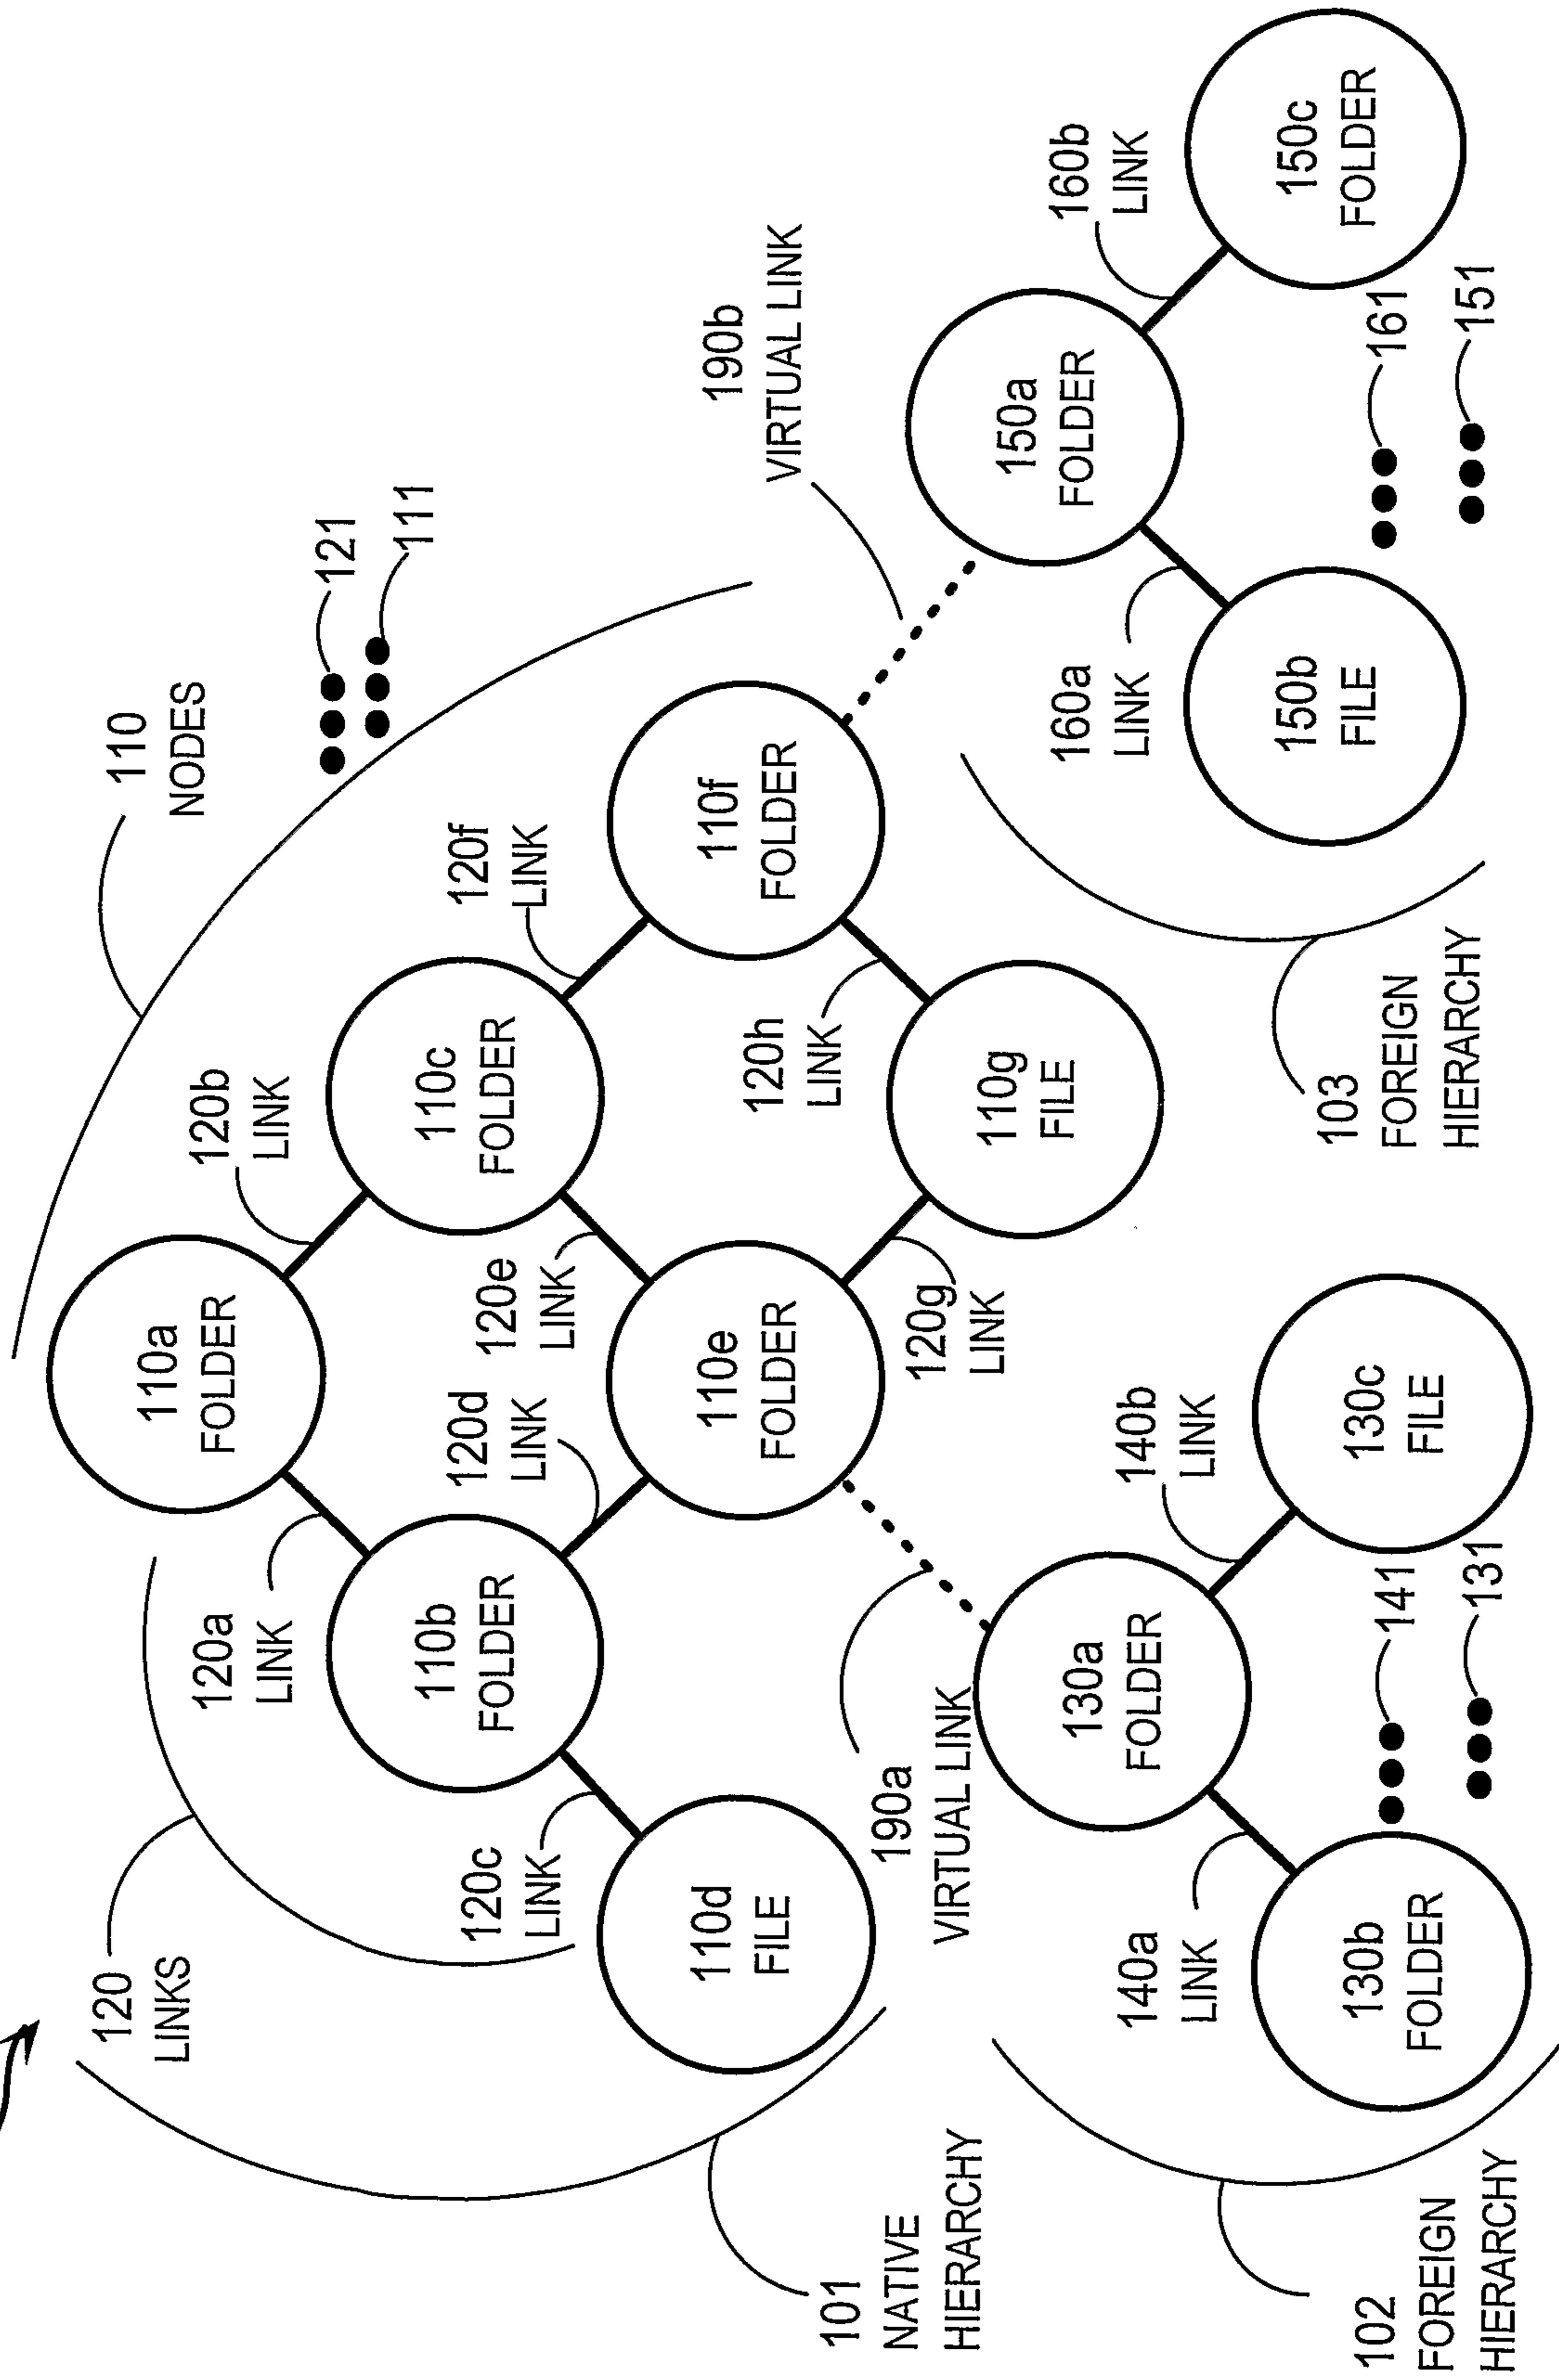 110
NODES
121
111
120
LINKS
110a
FOLDER
120a
LINK
120b
LINK
110b
FOLDER
110c
FOLDER
120c
LINK
120d
LINK
120e
LINK
120f
LINK
110d
FILE
110e
FOLDER
110f
FOLDER
190b
VIRTUAL LINK
120g
LINK
120h
LINK
110g
FILE
101
NATIVE
HIERARCHY
190a
VIRTUAL LINK
130a
FOLDER
140a
LINK
140b
LINK
130b
FOLDER
130c
FILE
141
131
102
FOREIGN
HIERARCHY
150a
FOLDER
160a
LINK
160b
LINK
150b
FILE
150c
FOLDER
161
151
103
FOREIGN
HIERARCHY